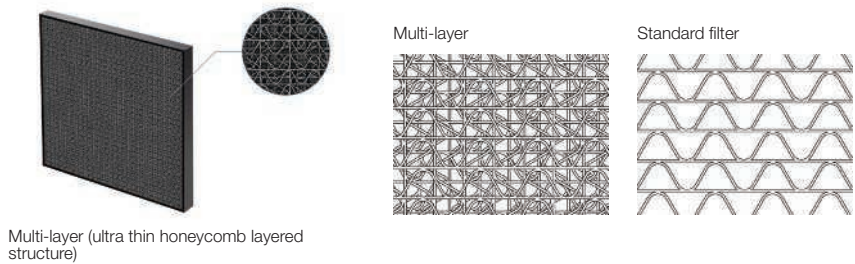 Multi-layer
Standard filter
Multi-layer (ultra thin honeycomb layered
structure)